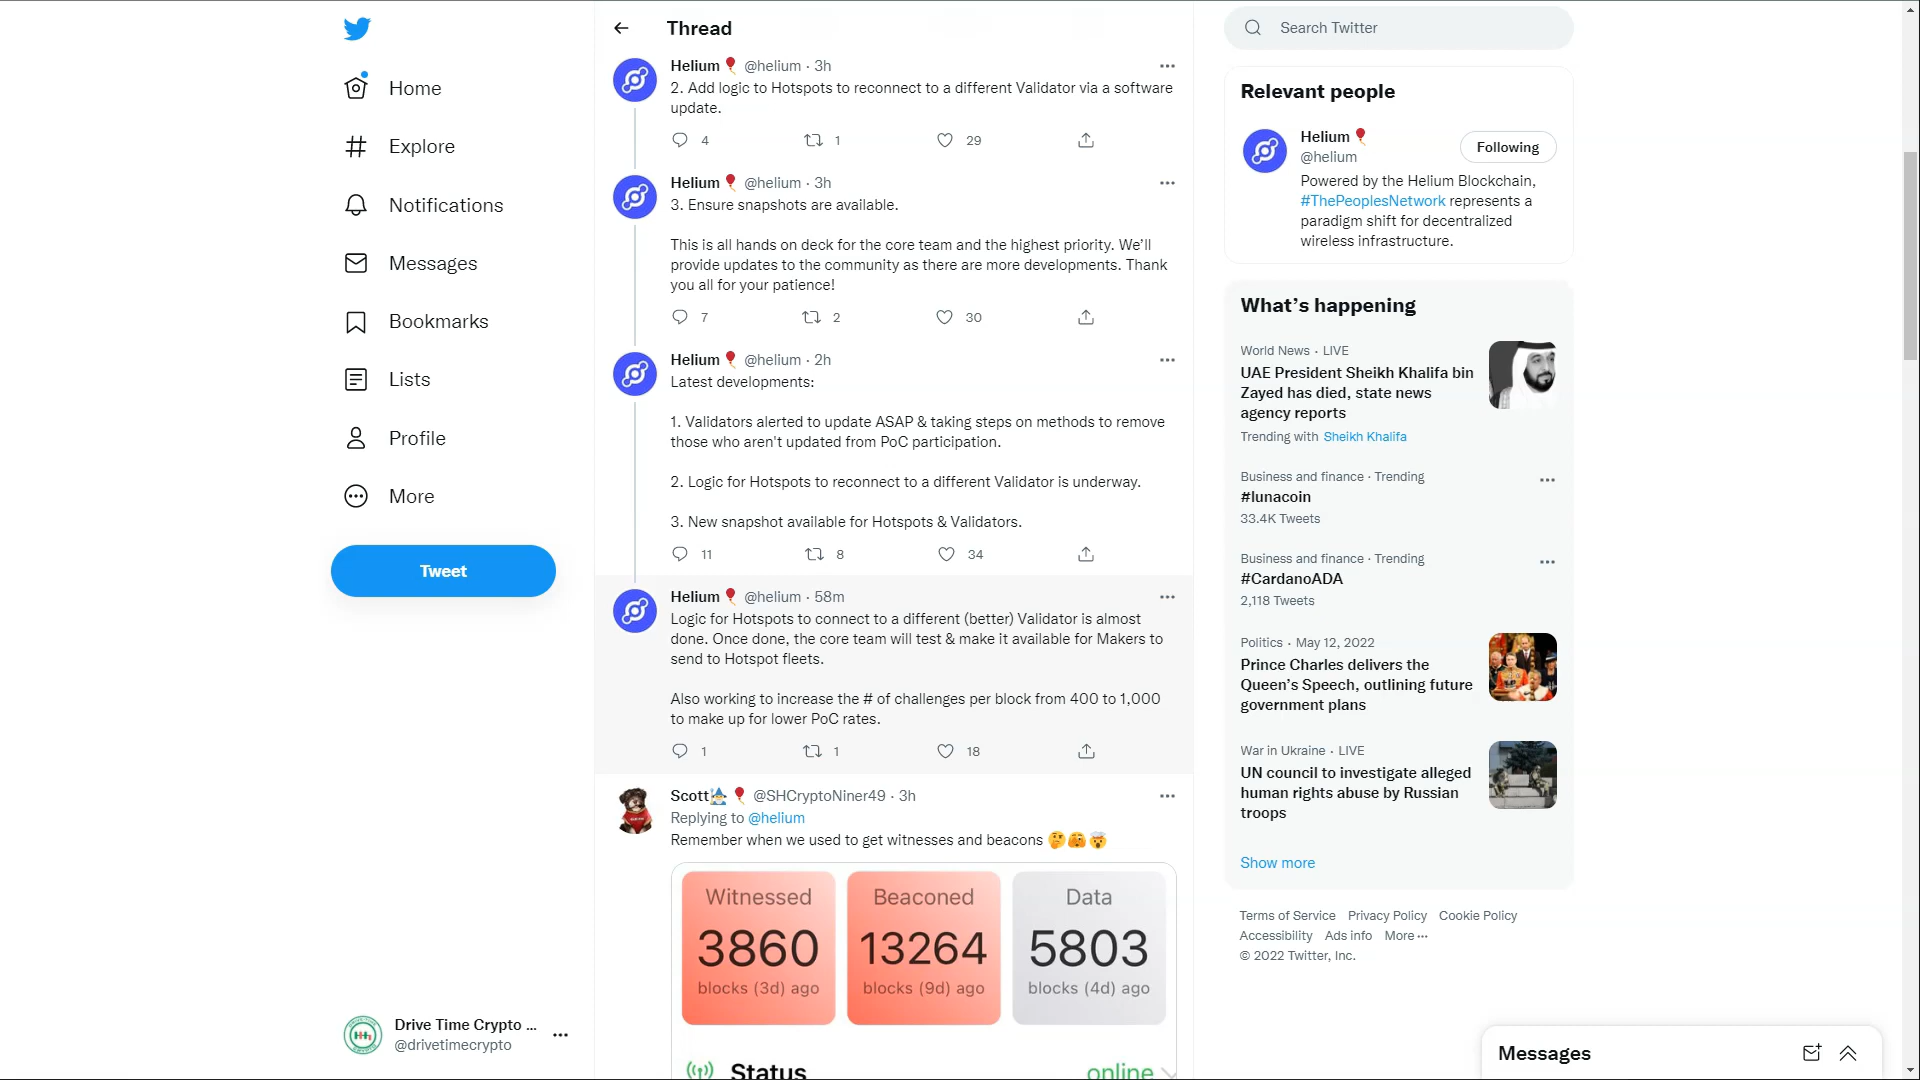 Home
Explore
Notifications
Messages
Bookmarks
Lists
Profile
More
Tweet
Drive Time Crypto ...
@drivetimecrypto
Thread
Helium @helium · 3h
2. Add logic to Hotspots to reconnect to a different Validator via a software
update.
4 1 29
Helium @helium · 3h
3. Ensure snapshots are available.
This is all hands on deck for the core team and the highest priority. We’ll
provide updates to the community as there are more developments. Thank
you all for your patience!
7 2 30
Helium @helium · 2h
Latest developments:
1. Validators alerted to update ASAP & taking steps on methods to remove
those who aren't updated from PoC participation.
2. Logic for Hotspots to reconnect to a different Validator is underway.
3. New snapshot available for Hotspots & Validators.
11 8 34
Helium @helium · 58m
Logic for Hotspots to connect to a different (better) Validator is almost
done. Once done, the core team will test & make it available for Makers to
send to Hotspot fleets.
Also working to increase the # of challenges per block from 400 to 1,000
to make up for lower PoC rates.
1 1 18
Scott @SHCryptoNiner49 · 3h
Replying to @helium
Remember when we used to get witnesses and beacons 🤔🫣🤯
Witnessed
3860
blocks (3d) ago
Beaconed
13264
blocks (9d) ago
Data
5803
blocks (4d) ago
Status online
Search Twitter
Relevant people
Helium
@helium
Following
Powered by the Helium Blockchain,
#ThePeoplesNetwork represents a
paradigm shift for decentralized
wireless infrastructure.
What’s happening
World News · LIVE
UAE President Sheikh Khalifa bin
Zayed has died, state news
agency reports
Trending with Sheikh Khalifa
Business and finance · Trending
#lunacoin
33.4K Tweets
Business and finance · Trending
#CardanoADA
2,118 Tweets
Politics · May 12, 2022
Prince Charles delivers the
Queen’s Speech, outlining future
government plans
War in Ukraine · LIVE
UN council to investigate alleged
human rights abuse by Russian
troops
Show more
Terms of Service Privacy Policy Cookie Policy
Accessibility Ads info More ···
© 2022 Twitter, Inc.
Messages